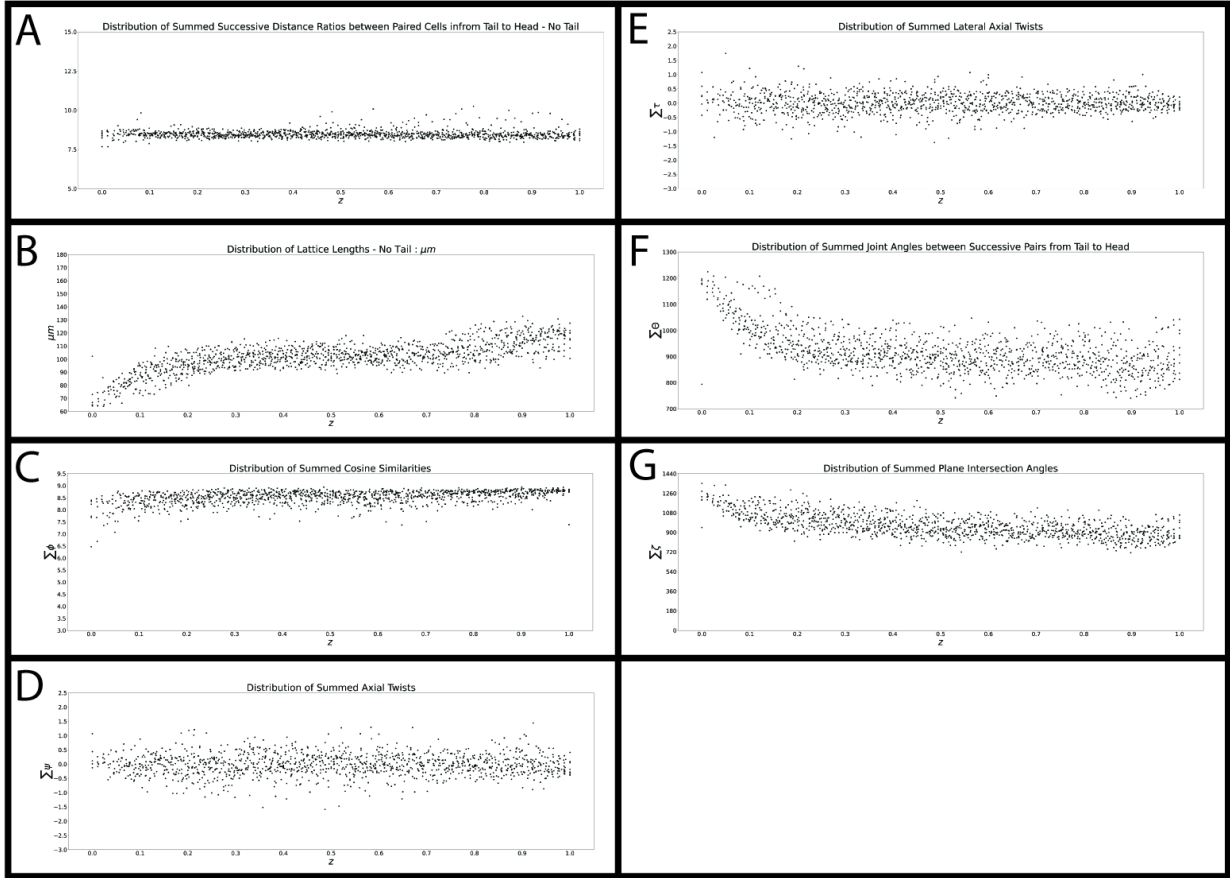 A
Distribution of Summed Successive Distance Ratios between Paired Cells infrom Tail to Head - No Tail
15.0
12.5
10.0
7.5
5.0
0.0 0.1 0.2 0.3 0.4 0.5 0.6 0.7 0.8 0.9 1.0
z
B
Distribution of Lattice Lengths - No Tail : μm
μm
180
170
160
150
140
130
120
110
100
90
80
70
60
0.0 0.1 0.2 0.3 0.4 0.5 0.6 0.7 0.8 0.9 1.0
z
C
Distribution of Summed Cosine Similarities
Σϕ
9.5
9.0
8.5
8.0
7.5
7.0
6.5
6.0
5.5
5.0
4.5
4.0
3.5
3.0
0.0 0.1 0.2 0.3 0.4 0.5 0.6 0.7 0.8 0.9 1.0
z
D
Distribution of Summed Axial Twists
Σψ
2.5
2.0
1.5
1.0
0.5
0.0
−0.5
−1.0
−1.5
−2.0
−2.5
−3.0
0.0 0.1 0.2 0.3 0.4 0.5 0.6 0.7 0.8 0.9 1.0
z
E
Distribution of Summed Lateral Axial Twists
Στ
2.5
2.0
1.5
1.0
0.5
0.0
−0.5
−1.0
−1.5
−2.0
−2.5
−3.0
0.0 0.1 0.2 0.3 0.4 0.5 0.6 0.7 0.8 0.9 1.0
z
F
Distribution of Summed Joint Angles between Successive Pairs from Tail to Head
ΣΘ
1300
1200
1100
1000
900
800
700
0.0 0.1 0.2 0.3 0.4 0.5 0.6 0.7 0.8 0.9 1.0
z
G
Distribution of Summed Plane Intersection Angles
Σζ
1440
1260
1080
900
720
540
360
180
0
0.0 0.1 0.2 0.3 0.4 0.5 0.6 0.7 0.8 0.9 1.0
z